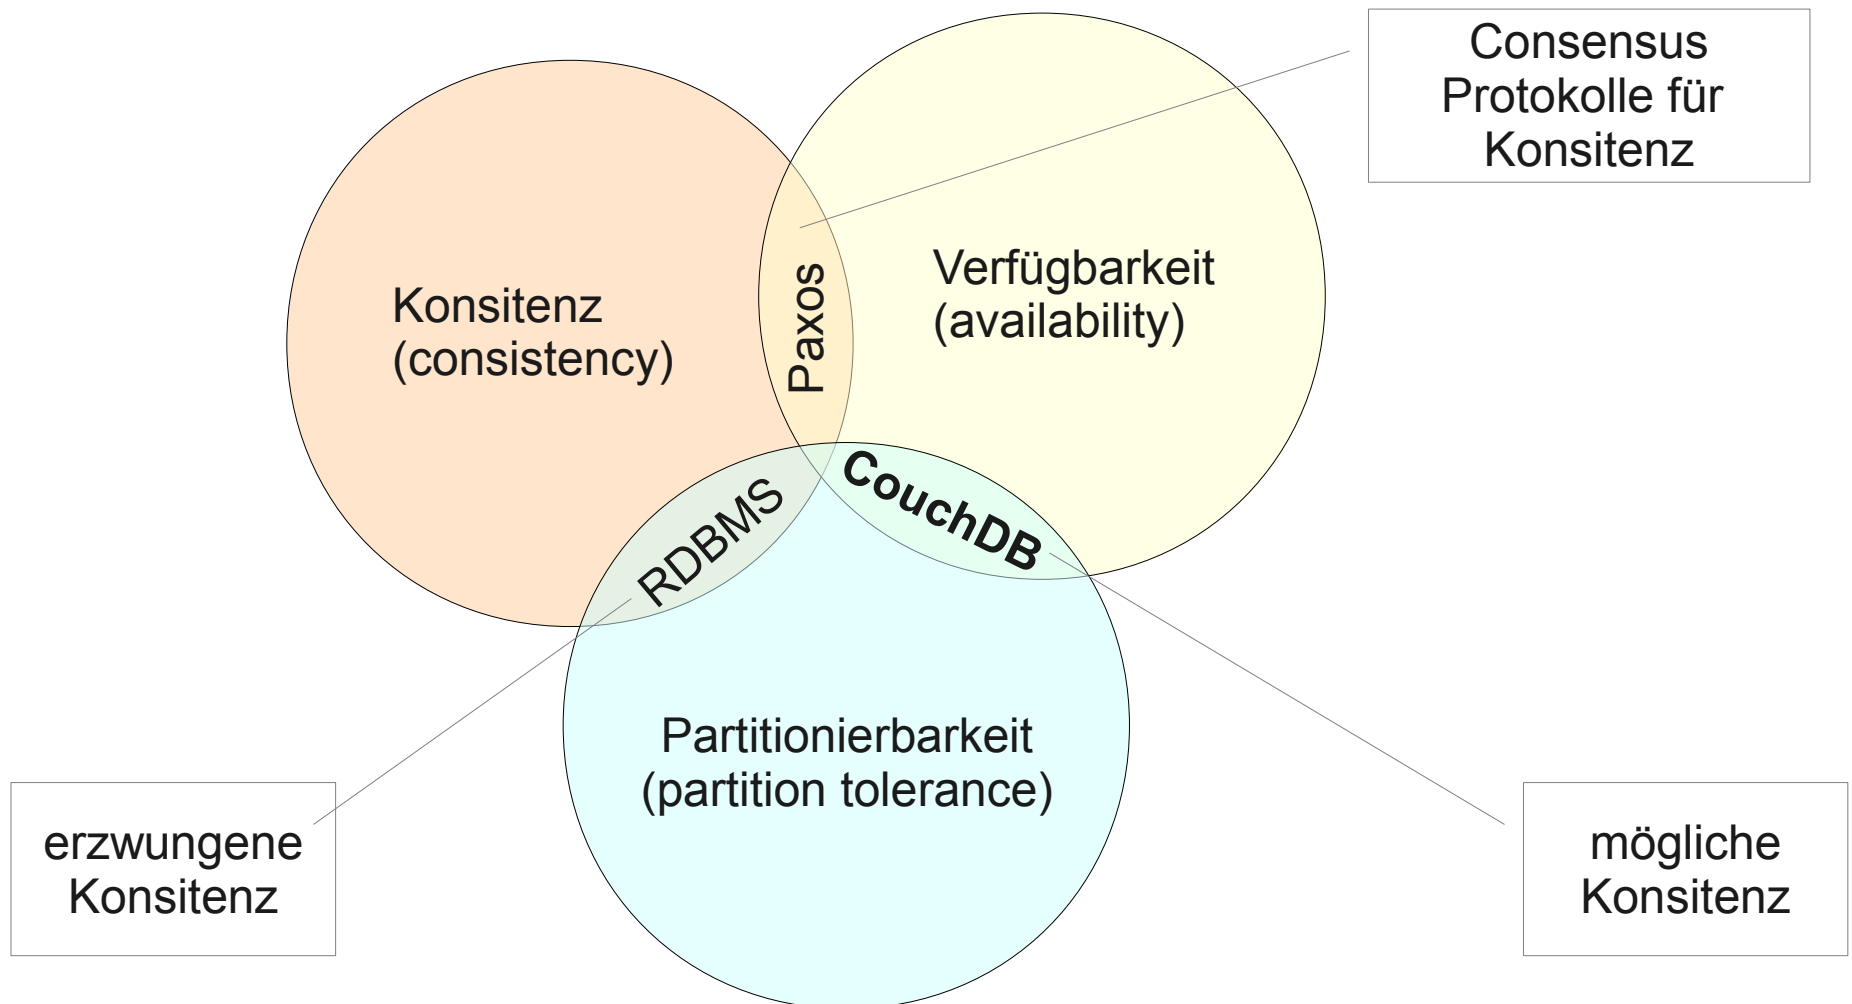 Consensus
Protokolle für
Konsitenz
Verfügbarkeit
(availability)
Konsitenz
(consistency)
Paxos
CouchDB
RDBMS
Partitionierbarkeit
(partition tolerance)
erzwungene
Konsitenz
mögliche
Konsitenz